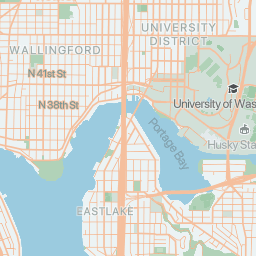 UNIVERSITY
DISTRICT
WALLINGFORD
N 41st St
N 38th St
University of Was
Portage Bay
Husky Sta
EASTLAKE